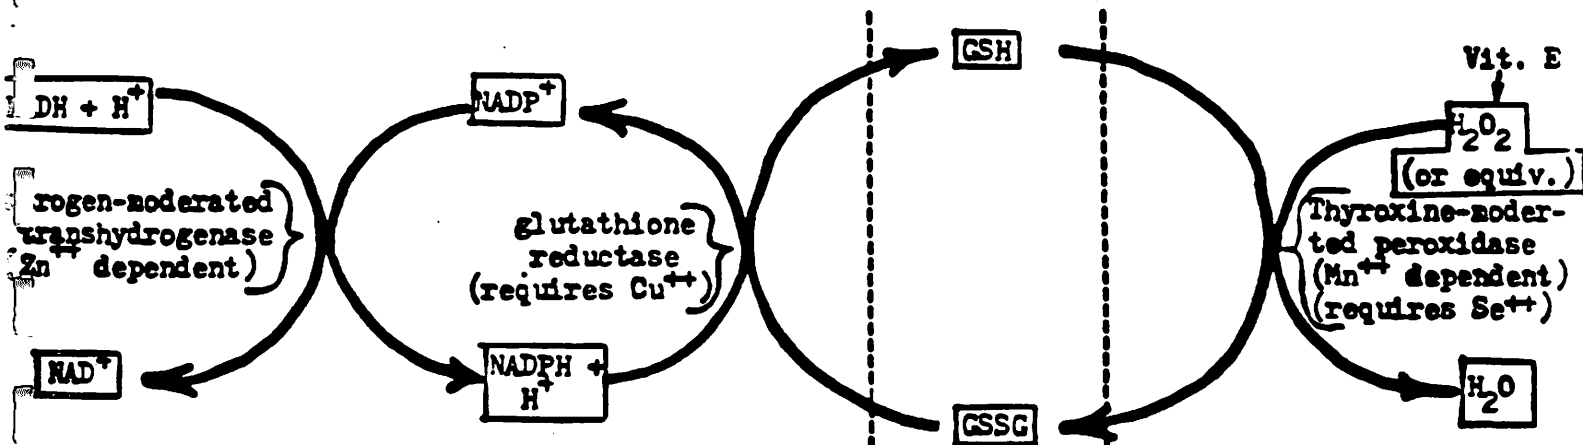 DH + H⁺
rogen-moderated
transhydrogenase
Zn⁺⁺ dependent)
NAD⁺
NADP⁺
glutathione
reductase
(requires Cu⁺⁺)
NADPH +
H⁺
GSH
GSSG
Vit. E
H₂O₂
(or equiv.)
Thyroxine-moder-
ted peroxidase
(Mn⁺⁺ dependent)
(requires Se⁺⁺)
H₂O